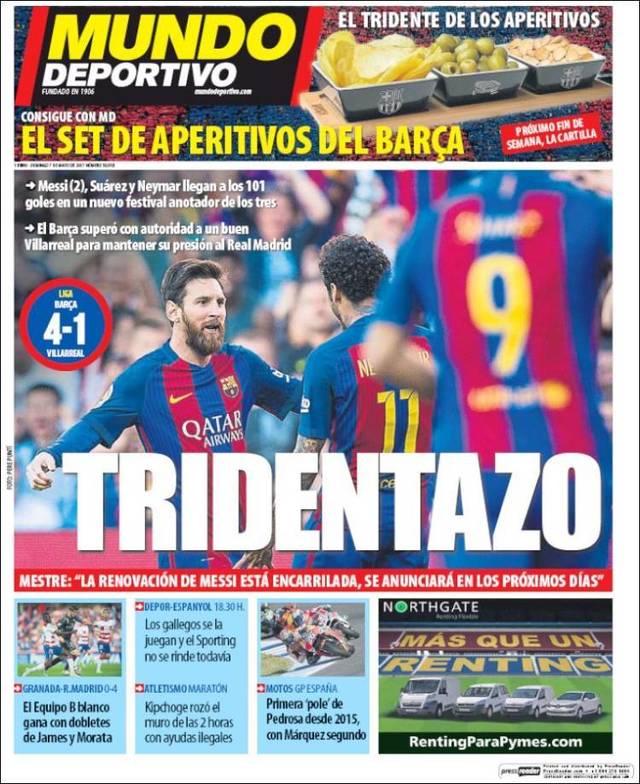 MUNDO
DEPORTIVO
FUNDADO EN 1906
mundodeportivo.com
EL TRIDENTE DE LOS APERITIVOS
CONSIGUE CON MD
EL SET DE APERITIVOS DEL BARÇA
PRÓXIMO FIN DE
SEMANA, LA CARTILLA
Messi (2), Suárez y Neymar llegan a los 101
goles en un nuevo festival anotador de los tres
El Barça superó con autoridad a un buen
Villarreal para mantener su presión al Real Madrid
LIGA
BARÇA
4-1
VILLARREAL
9
11
QATAR
AIRWAYS
FOTO: PERE PUNTÍ
TRIDENTAZO
MESTRE: “LA RENOVACIÓN DE MESSI ESTÁ ENCARRILADA, SE ANUNCIARÁ EN LOS PRÓXIMOS DÍAS”
GRANADA-R.MADRID 0-4
El Equipo B blanco
gana con dobletes
de James y Morata
DEPOR-ESPANYOL 18.30 H.
Los gallegos se la
juegan y el Sporting
no se rinde todavía
ATLETISMO MARATÓN
Kipchoge rozó el
muro de las 2 horas
con ayudas ilegales
MOTOS GP ESPAÑA
Primera ‘pole’ de
Pedrosa desde 2015,
con Márquez segundo
NORTHGATE
Renting Flexible
MÁS QUE UN
RENTING
RentingParaPymes.com
pressreader